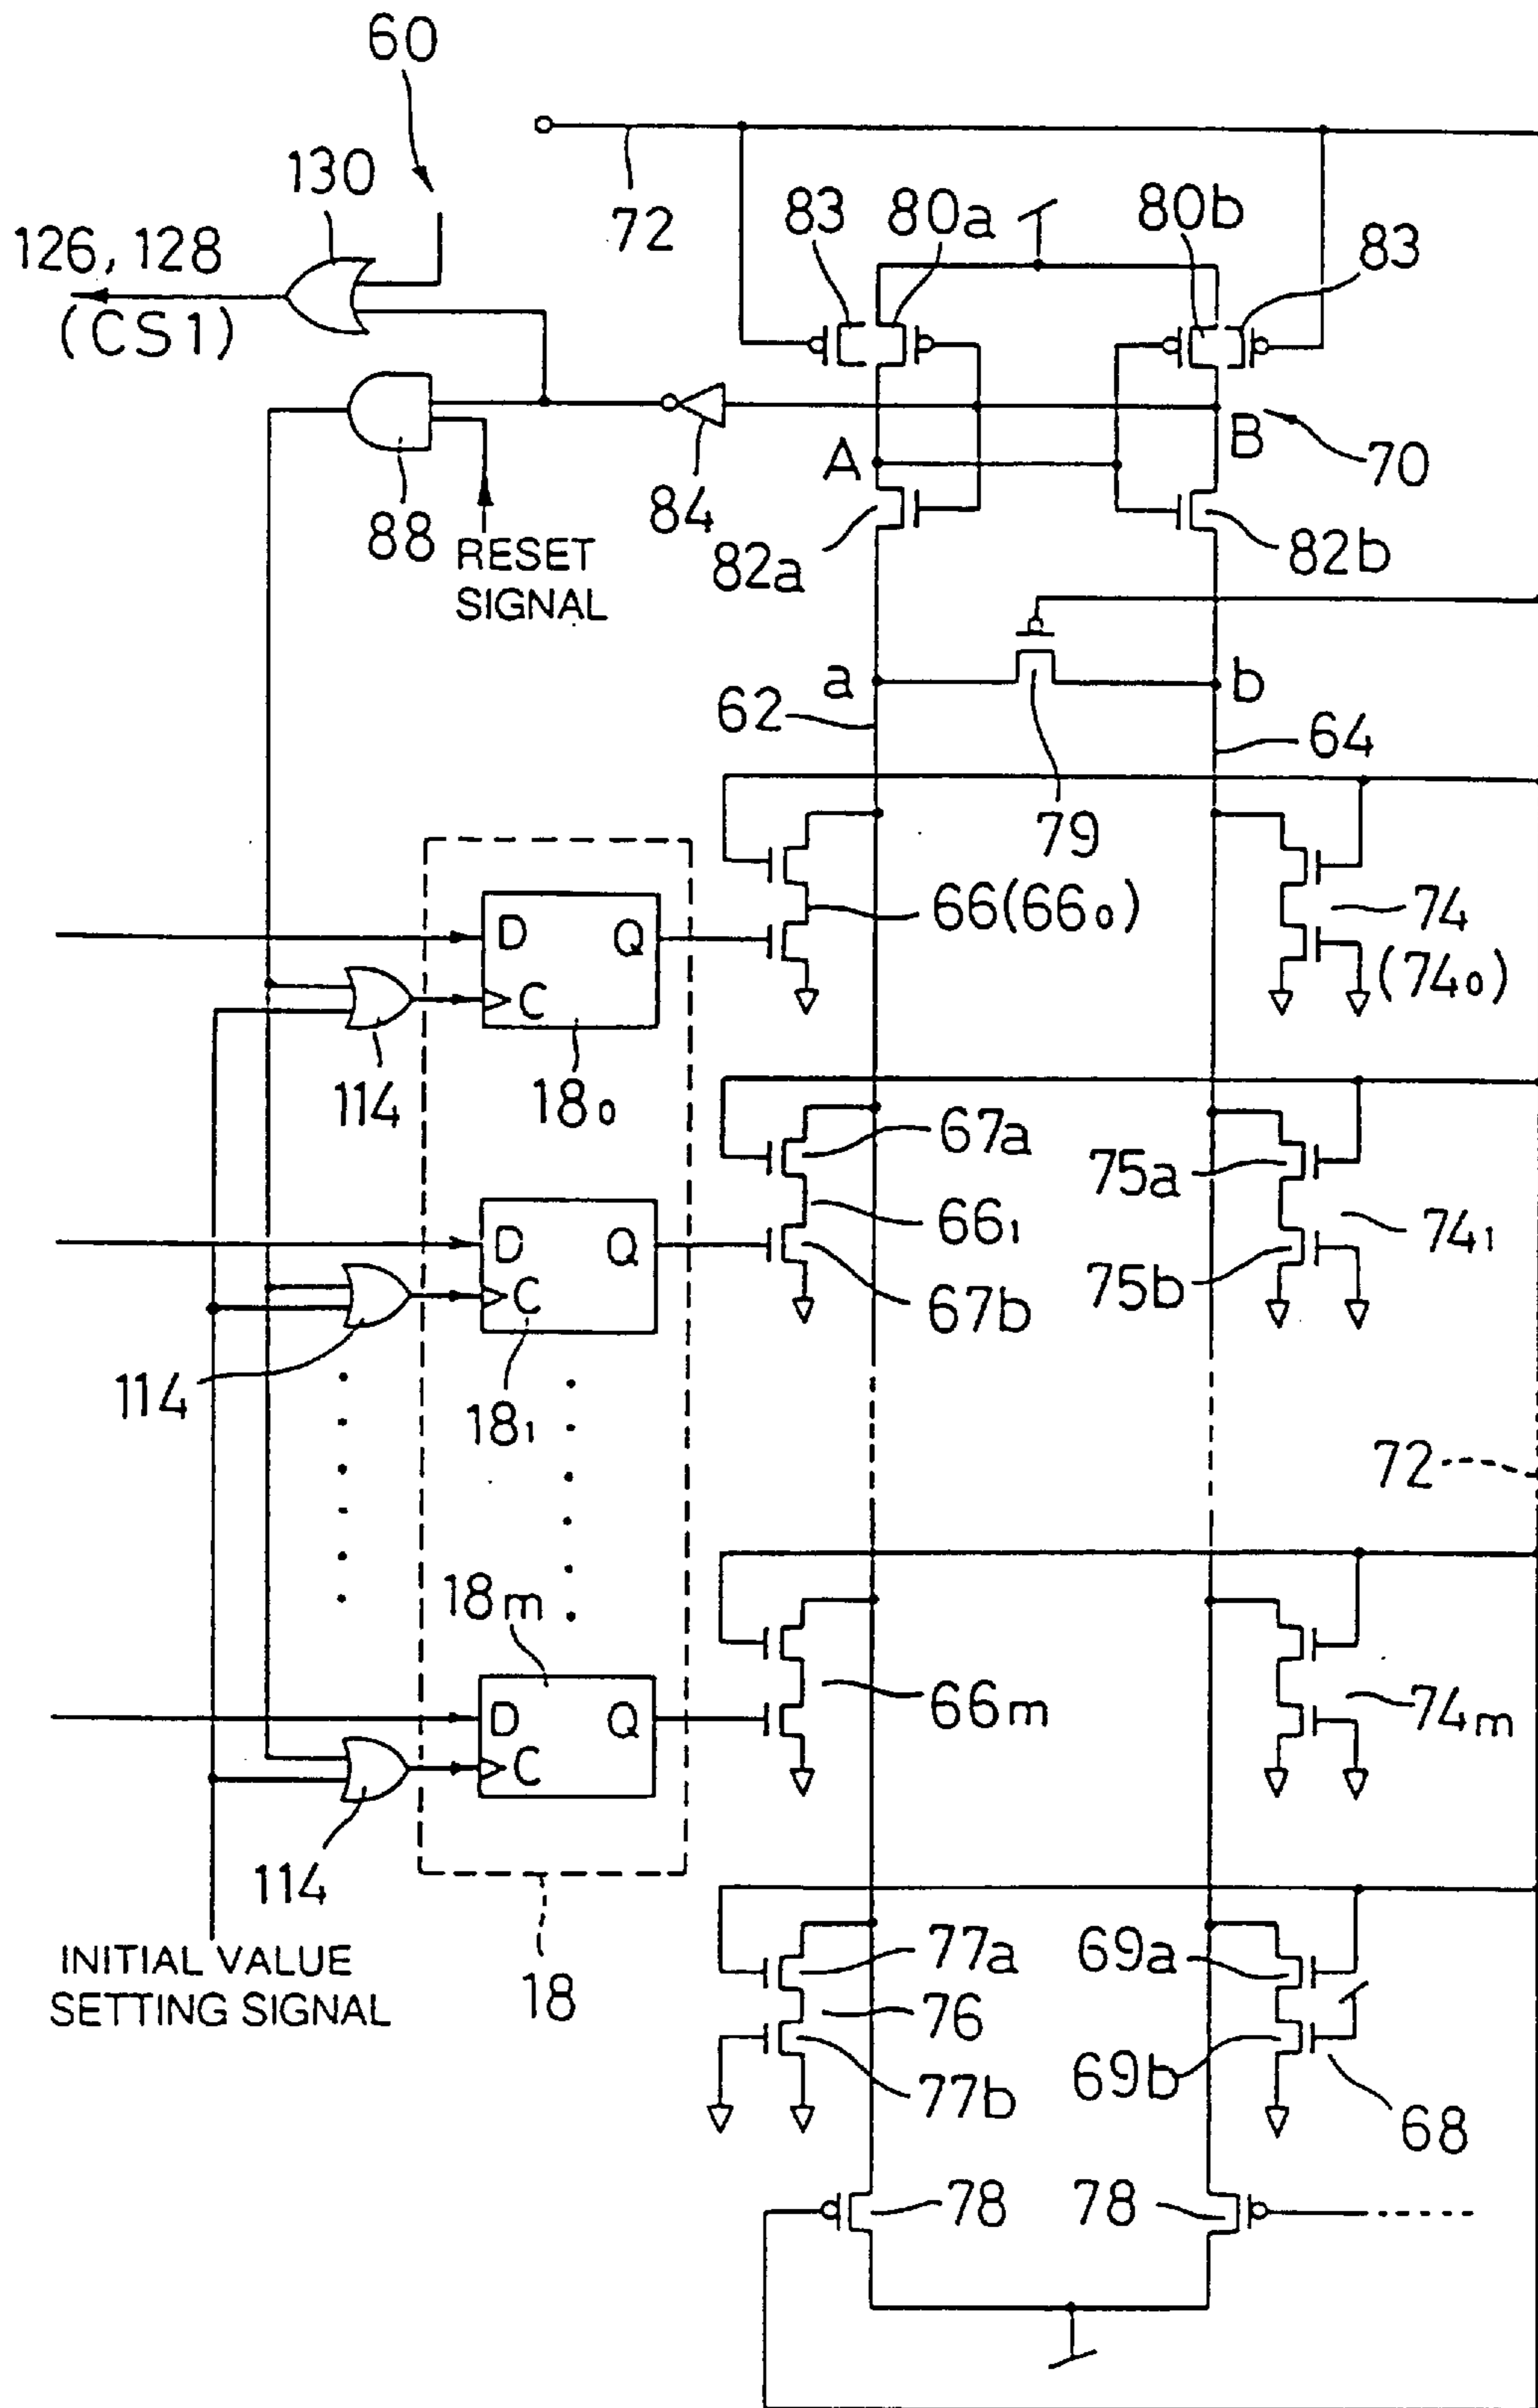 60
130
126, 128
(CS1)
72
83
80a
80b
83
A
B
70
88
RESET
SIGNAL
84
82a
82b
a
b
62
64
79
D
Q
C
66(66₀)
74
(74₀)
114
18₀
67a
75a
D
Q
C
66₁
74₁
67b
75b
114
18₁
72
18m
D
Q
C
66m
74m
114
INITIAL VALUE
SETTING SIGNAL
18
77a
69a
76
77b
69b
68
78
78